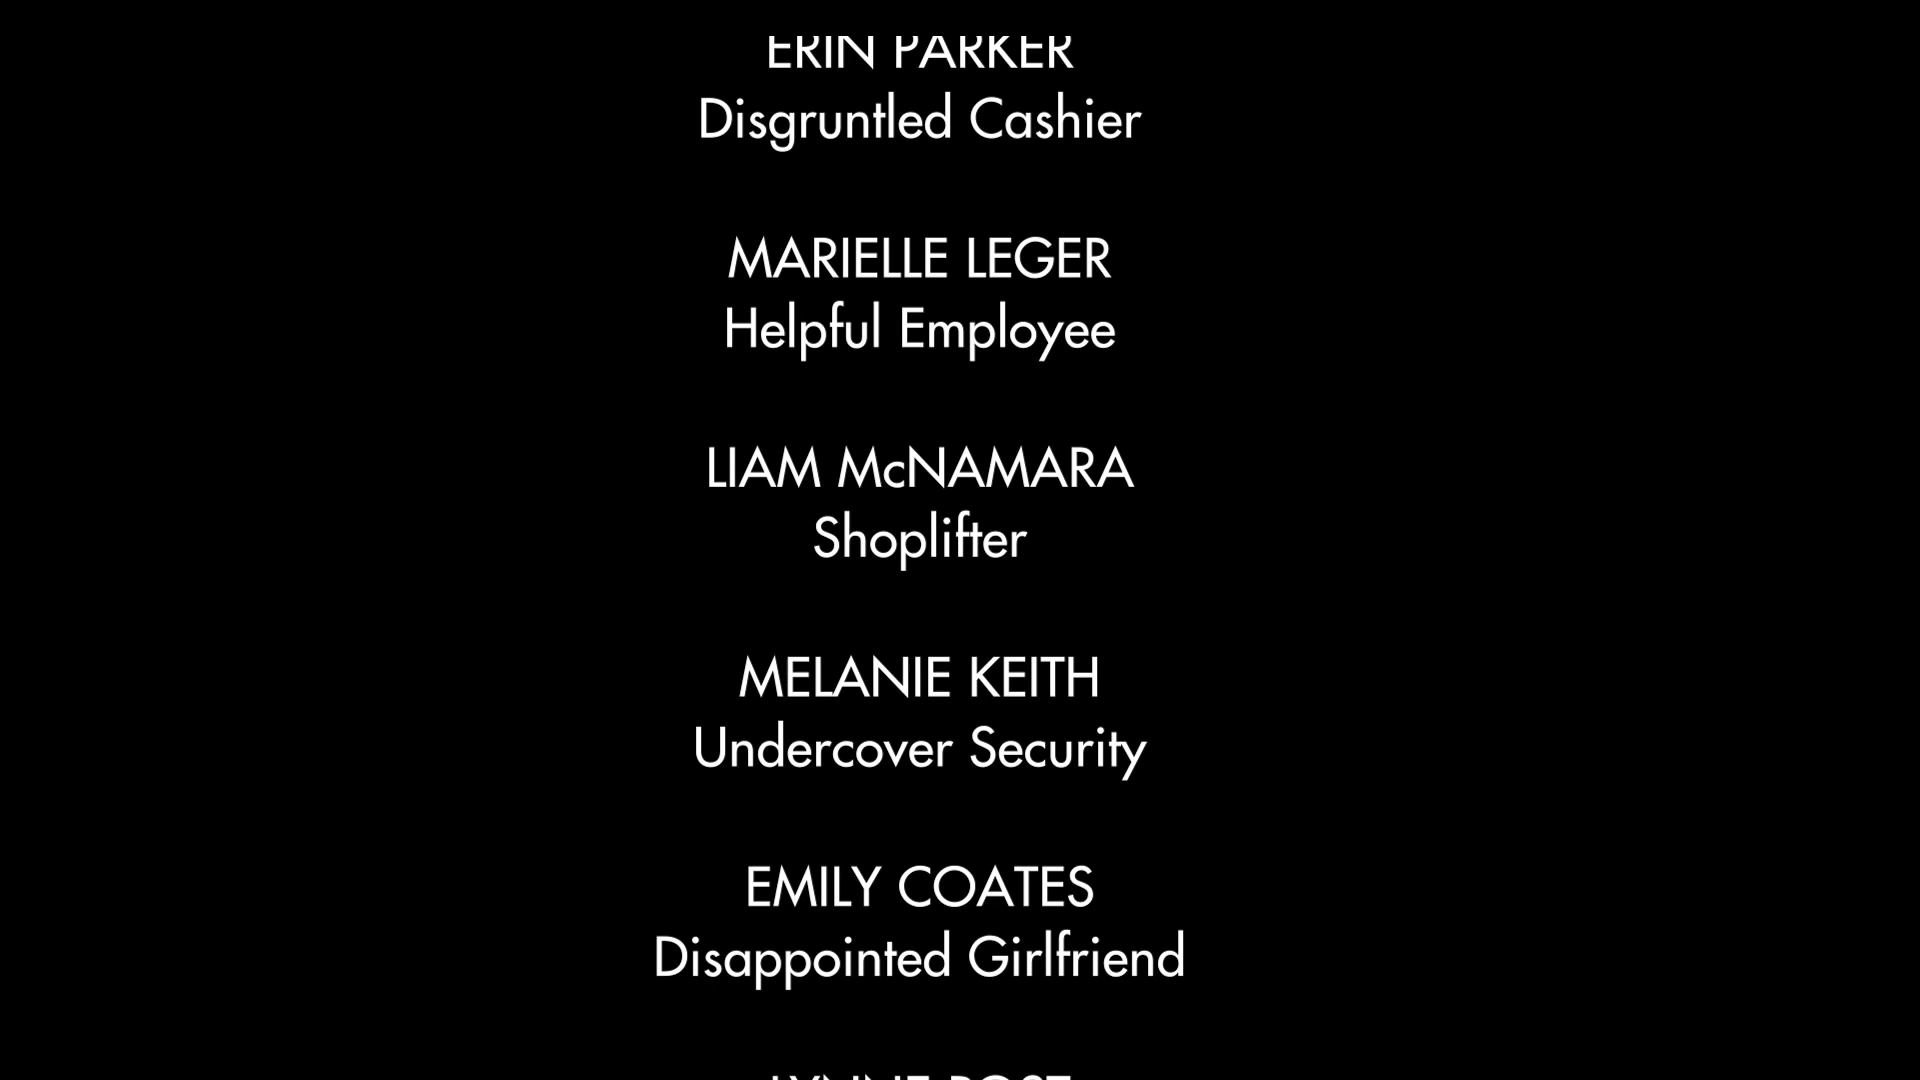 ERIN PARKER
Disgruntled Cashier
MARIELLE LEGER
Helpful Employee
LIAM McNAMARA
Shoplifter
MELANIE KEITH
Undercover Security
EMILY COATES
Disappointed Girlfriend